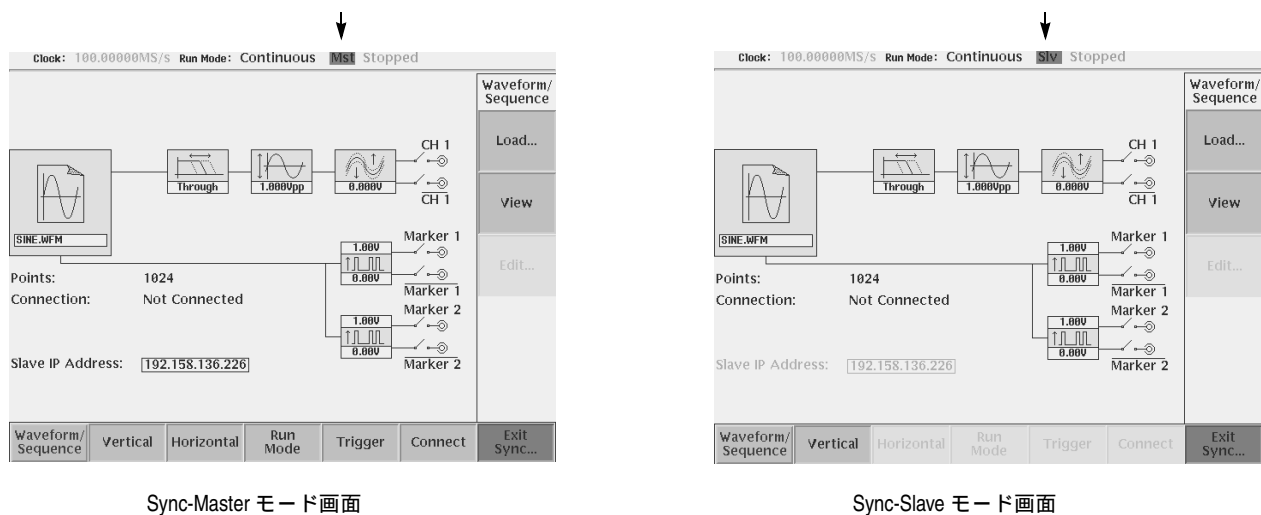 Clock: 100.00000MS/s Run Mode: Continuous Mst Stopped
Waveform/
Sequence
Load...
View
Edit...
CH 1
CH 1
Through
1.000Vpp
0.000V
SINE.WFM
Marker 1
1.00V
0.00V
Marker 1
Marker 2
1.00V
0.00V
Marker 2
Points: 1024
Connection: Not Connected
Slave IP Address: 192.158.136.226
Waveform/
Sequence
Vertical
Horizontal
Run
Mode
Trigger
Connect
Exit
Sync...
Sync-Master モード画面
Clock: 100.00000MS/s Run Mode: Continuous Slv Stopped
Waveform/
Sequence
Load...
View
Edit...
CH 1
CH 1
Through
1.000Vpp
0.000V
SINE.WFM
Marker 1
1.00V
0.00V
Marker 1
Marker 2
1.00V
0.00V
Marker 2
Points: 1024
Connection: Not Connected
Slave IP Address: 192.158.136.226
Waveform/
Sequence
Vertical
Horizontal
Run
Mode
Trigger
Connect
Exit
Sync...
Sync-Slave モード画面